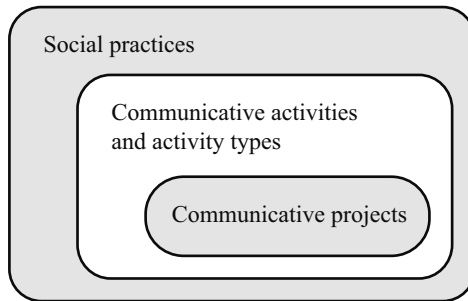 Social practices
Communicative activities
and activity types
Communicative projects